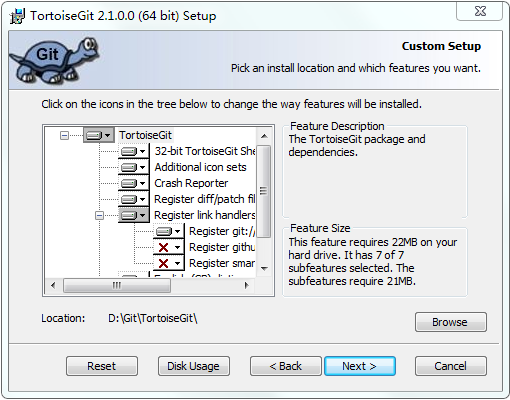 TortoiseGit 2.1.0.0 (64 bit) Setup
Git
Custom Setup
Pick an install location and which features you want.
Click on the icons in the tree below to change the way features will be installed.
TortoiseGit
32-bit TortoiseGit She
Additional icon sets
Crash Reporter
Register diff/patch fil
Register link handlers
Register git://
Register githu
Register smar
Feature Description
The TortoiseGit package and
dependencies.
Feature Size
This feature requires 22MB on your
hard drive. It has 7 of 7
subfeatures selected. The
subfeatures require 21MB.
Location: D:\Git\TortoiseGit\
Browse
Reset Disk Usage < Back Next > Cancel